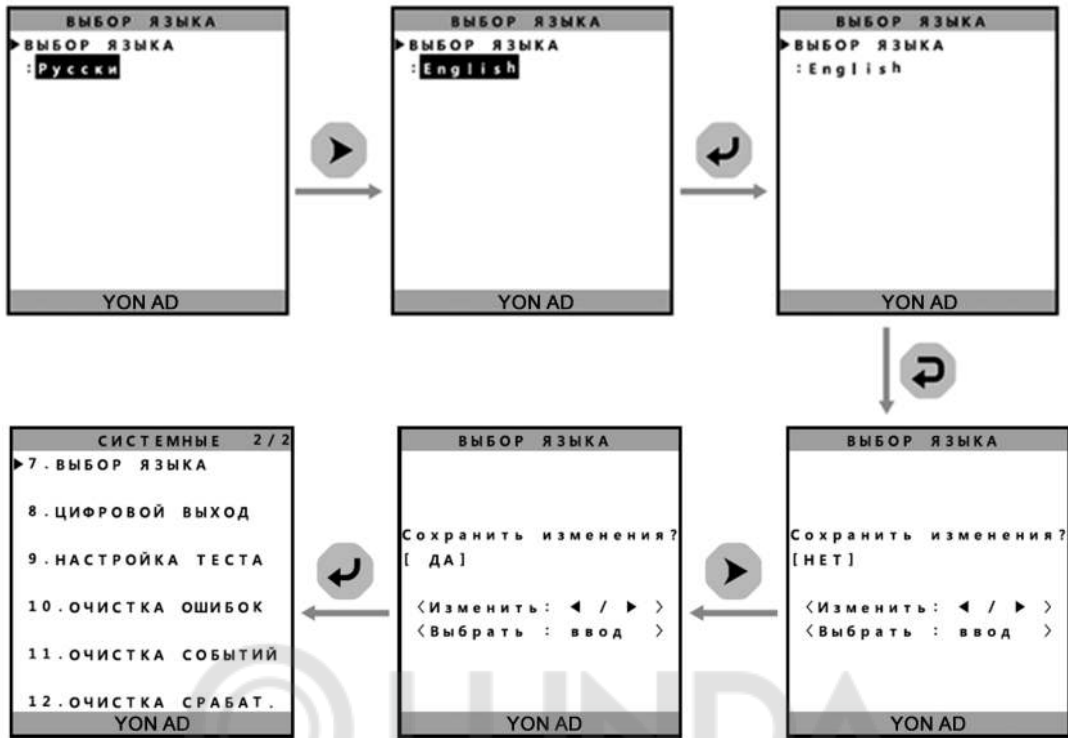 ВЫБОР ЯЗЫКА
▶ВЫБОР ЯЗЫКА
:Русски
YON AD
ВЫБОР ЯЗЫКА
▶ВЫБОР ЯЗЫКА
:English
YON AD
ВЫБОР ЯЗЫКА
▶ВЫБОР ЯЗЫКА
:English
YON AD
ВЫБОР ЯЗЫКА
Сохранить изменения?
[НЕТ]
〈Изменить: ◀ / ▶ 〉
〈Выбрать : ввод 〉
YON AD
ВЫБОР ЯЗЫКА
Сохранить изменения?
[ ДА]
〈Изменить: ◀ / ▶ 〉
〈Выбрать : ввод 〉
YON AD
СИСТЕМНЫЕ 2/2
▶7.ВЫБОР ЯЗЫКА
8.ЦИФРОВОЙ ВЫХОД
9.НАСТРОЙКА ТЕСТА
10.ОЧИСТКА ОШИБОК
11.ОЧИСТКА СОБЫТИЙ
12.ОЧИСТКА СРАБАТ.
YON AD
LUNDA